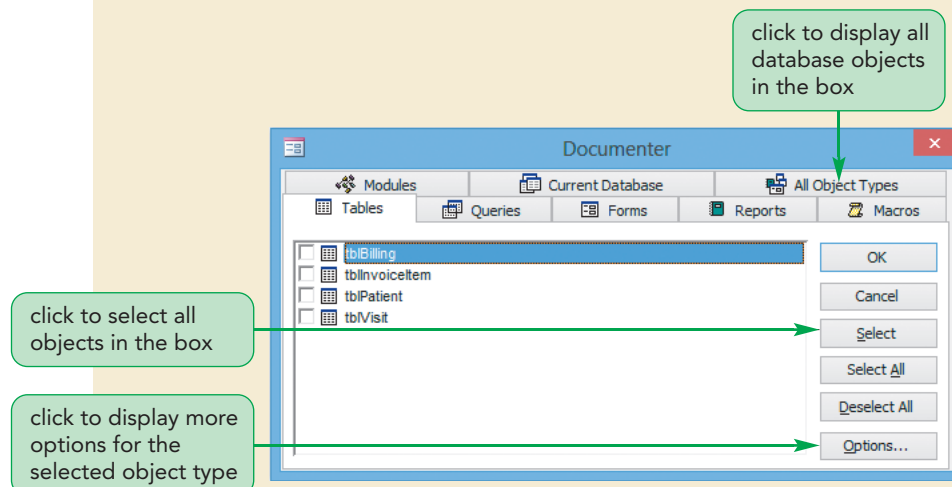 click to display all
database objects
in the box
Documenter
Modules
Current Database
All Object Types
Tables
Queries
Forms
Reports
Macros
tblBilling
tblInvoiceItem
tblPatient
tblVisit
OK
Cancel
Select
Select All
Deselect All
Options...
click to select all
objects in the box
click to display more
options for the
selected object type